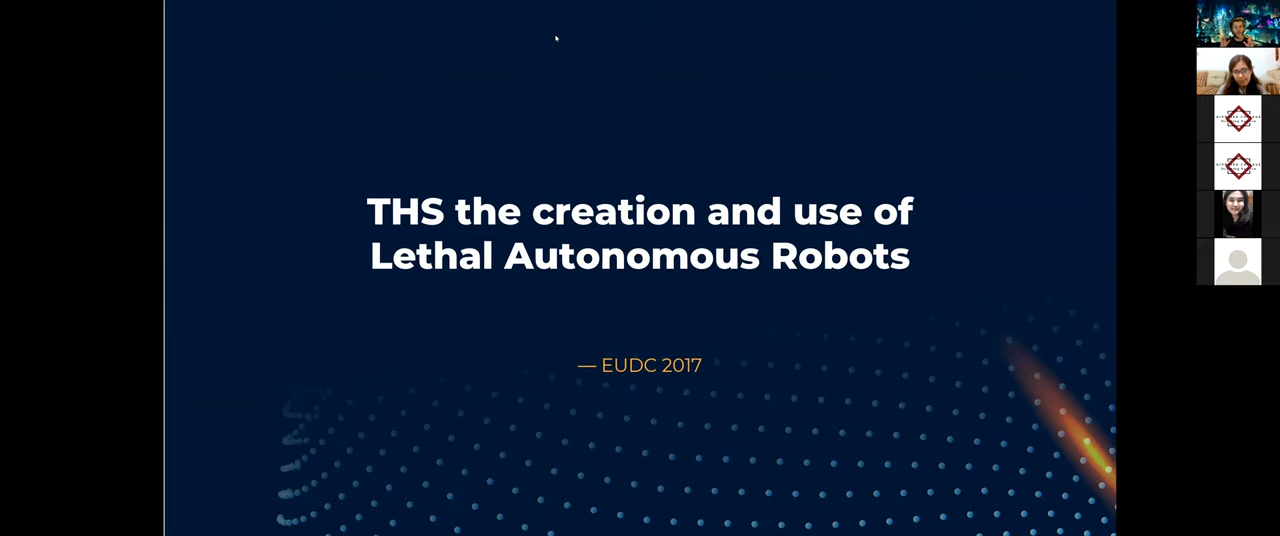 THS the creation and use of
Lethal Autonomous Robots
— EUDC 2017